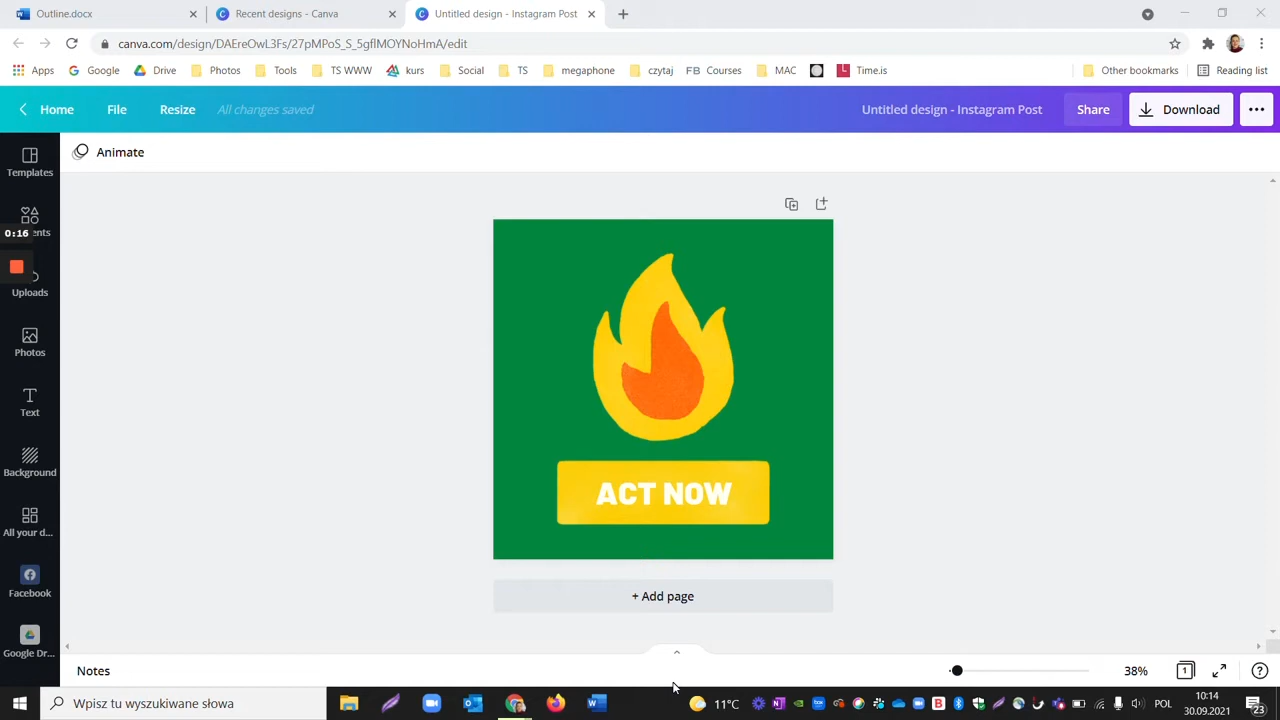 Outline.docx
Recent designs - Canva
Untitled design - Instagram Post
canva.com/design/DAEreOwL3Fs/27pMPoS_S_5gflMOYNoHmA/edit
Apps Google Drive Photos Tools TS WWW kurs Social TS megaphone czytaj FB Courses MAC Time.is Other bookmarks Reading list
Home File Resize All changes saved Untitled design - Instagram Post Share Download
Animate
Templates
ents
0:16
Uploads
Photos
Text
Background
All your d...
Facebook
Google Dr...
ACT NOW
+ Add page
Notes
38%
1
Wpisz tu wyszukiwane słowa
11°C
POL
10:14
30.09.2021
23